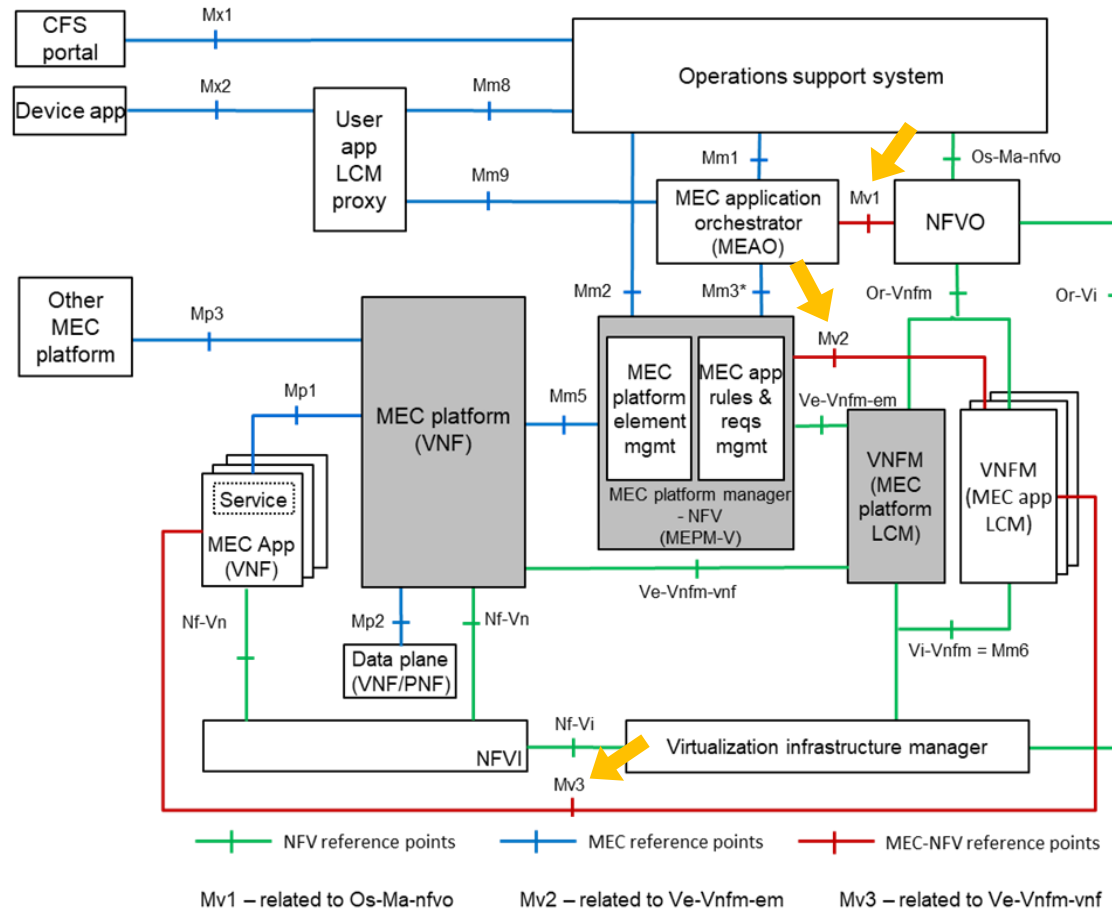 Mx1
CFS
portal
Operations support system
Mx2
Device app
Mm8
User
app
LCM
proxy
Mm1
Os-Ma-nfvo
Mm9
MEC application
orchestrator
(MEAO)
Mv1
NFVO
Other
MEC
platform
Mp3
Mm2
Mm3*
Or-Vnfm
Or-Vi
Mv2
MEC platform
(VNF)
Mm5
MEC
platform
element
mgmt
MEC app
rules &
reqs
mgmt
MEC platform manager
- NFV
(MEPM-V)
Ve-Vnfm-em
Mp1
VNFM
(MEC
platform
LCM)
VNFM
(MEC app
LCM)
Service
MEC App
(VNF)
Ve-Vnfm-vnf
Nf-Vn
Mp2
Nf-Vn
Vi-Vnfm = Mm6
Data plane
(VNF/PNF)
NFVI
Nf-Vi
Virtualization infrastructure manager
Mv3
NFV reference points
MEC reference points
MEC-NFV reference points
Mv1 – related to Os-Ma-nfvo
Mv2 – related to Ve-Vnfm-em
Mv3 – related to Ve-Vnfm-vnf